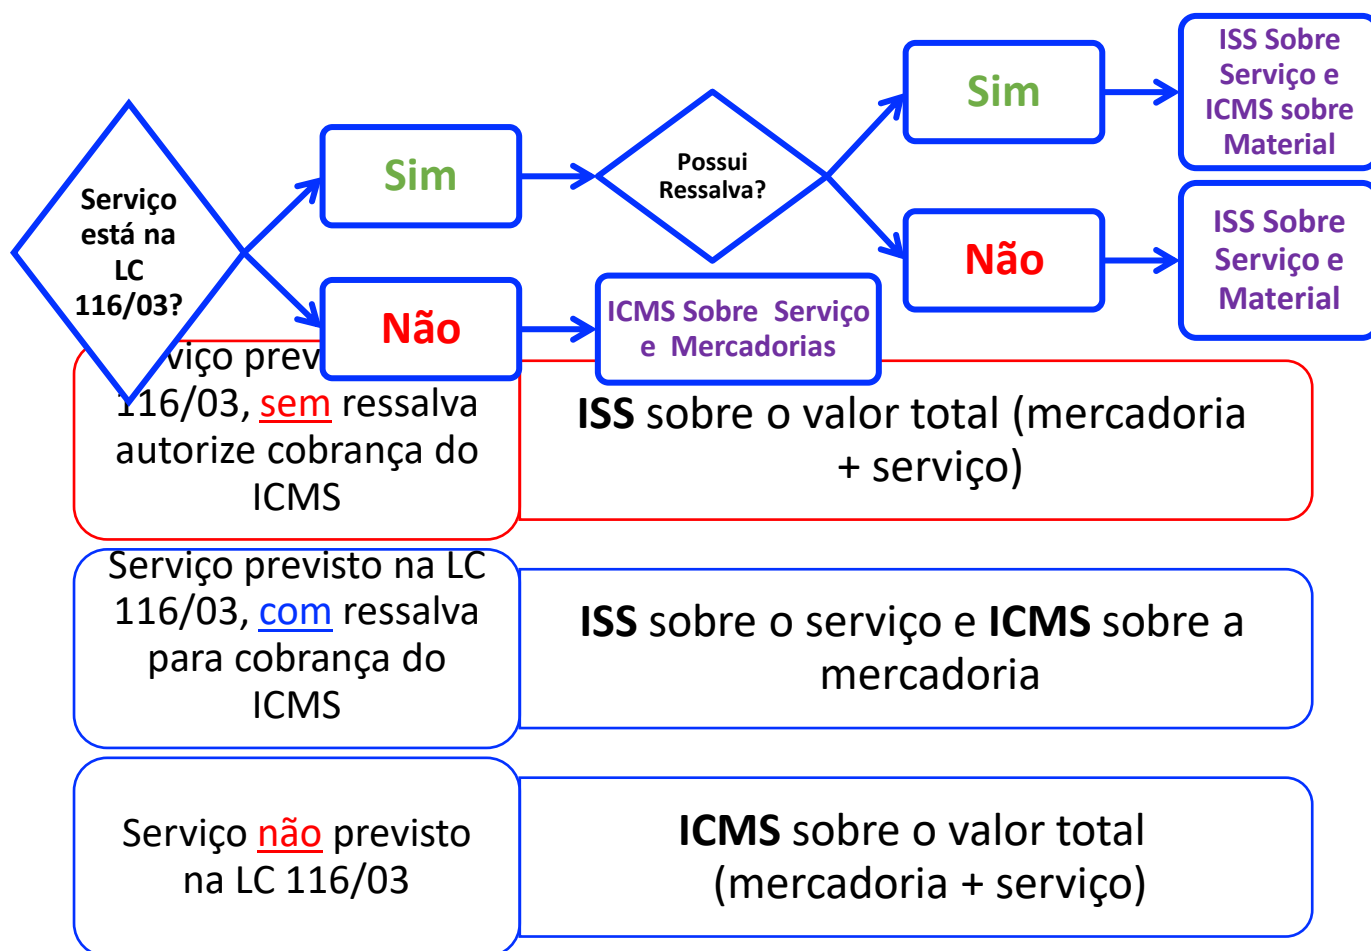 Serviço
está na
LC
116/03?
Sim
Não
Possui
Ressalva?
Sim
Não
ISS Sobre
Serviço e
ICMS sobre
Material
ISS Sobre
Serviço e
Material
ICMS Sobre Serviço
e Mercadorias
116/03, sem ressalva
autorize cobrança do
ICMS
ISS sobre o valor total (mercadoria
+ serviço)
Serviço previsto na LC
116/03, com ressalva
para cobrança do
ICMS
ISS sobre o serviço e ICMS sobre a
mercadoria
Serviço não previsto
na LC 116/03
ICMS sobre o valor total
(mercadoria + serviço)